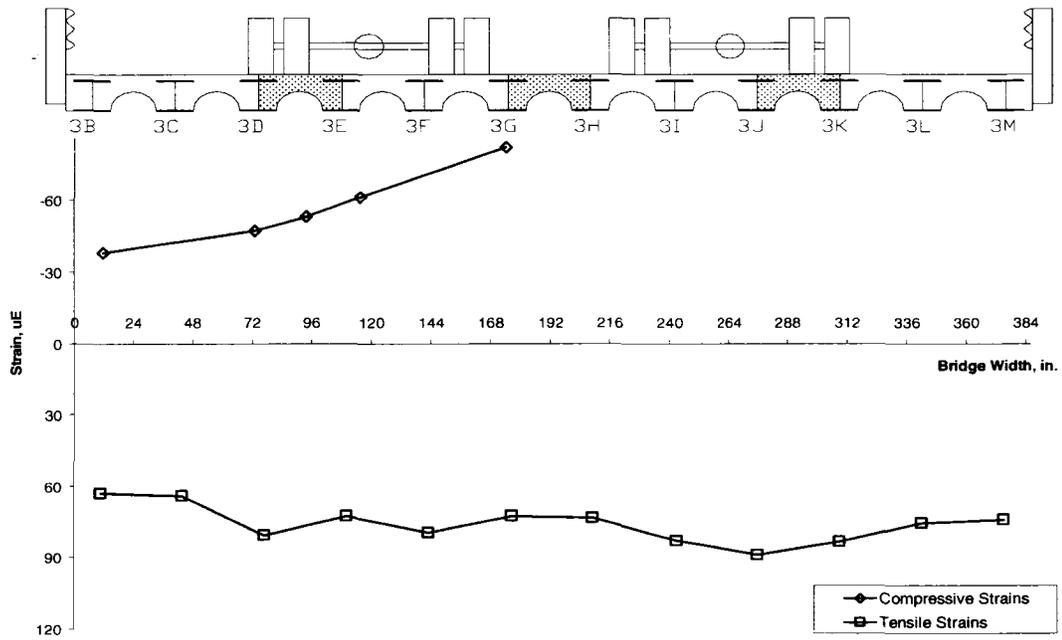 3B 3C 3D 3E 3F 3G 3H 3I 3J 3K 3L 3M
-60
-30
0 24 48 72 96 120 144 168 192 216 240 264 288 312 336 360 384
0
Bridge Width, in.
Strain, uE
30
60
90
120
Compressive Strains
Tensile Strains